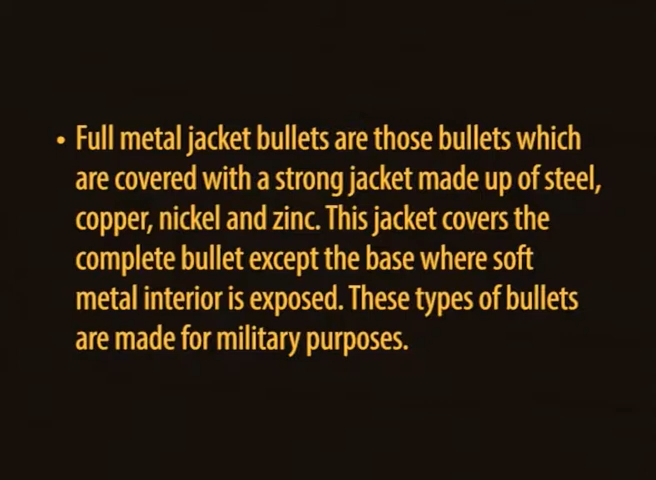 • Full metal jacket bullets are those bullets which
are covered with a strong jacket made up of steel,
copper, nickel and zinc. This jacket covers the
complete bullet except the base where soft
metal interior is exposed. These types of bullets
are made for military purposes.